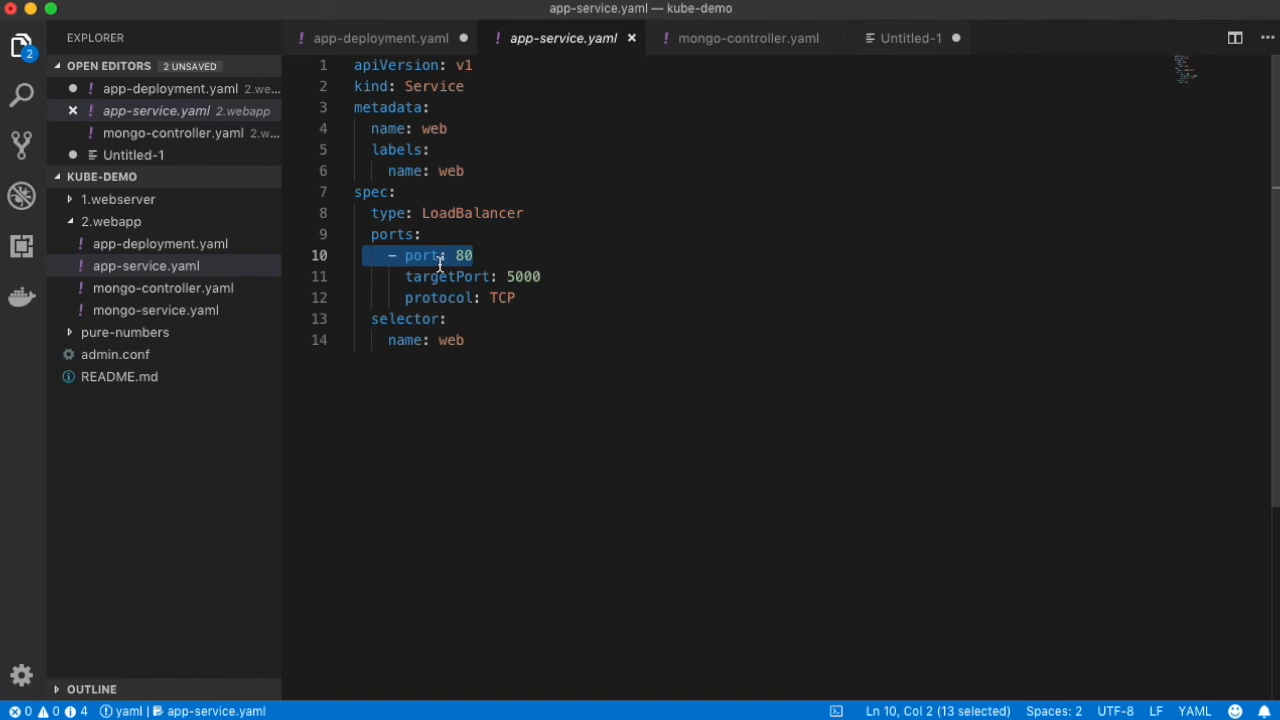 app-service.yaml — kube-demo
EXPLORER
app-deployment.yaml
app-service.yaml
mongo-controller.yaml
Untitled-1
OPEN EDITORS 2 UNSAVED
app-deployment.yaml 2.we...
app-service.yaml 2.webapp
mongo-controller.yaml 2.w...
Untitled-1
KUBE-DEMO
1.webserver
2.webapp
app-deployment.yaml
app-service.yaml
mongo-controller.yaml
mongo-service.yaml
pure-numbers
admin.conf
README.md
OUTLINE
2
1 apiVersion: v1
2 kind: Service
3 metadata:
4 name: web
5 labels:
6 name: web
7 spec:
8 type: LoadBalancer
9 ports:
10 - port: 80
11 targetPort: 5000
12 protocol: TCP
13 selector:
14 name: web
0 0 4 yaml | app-service.yaml
Ln 10, Col 2 (13 selected) Spaces: 2 UTF-8 LF YAML